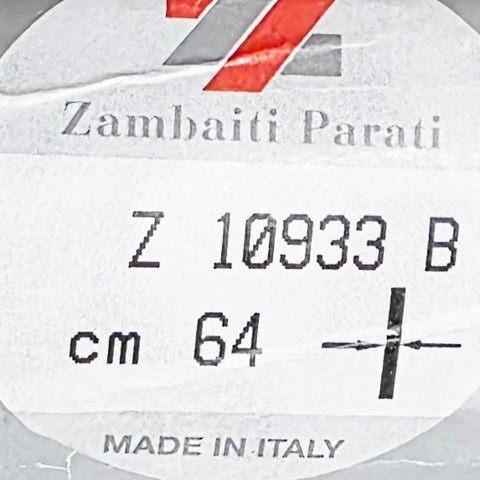 Zambaiti Parati
Z 10933 B
cm 64
MADE IN ITALY